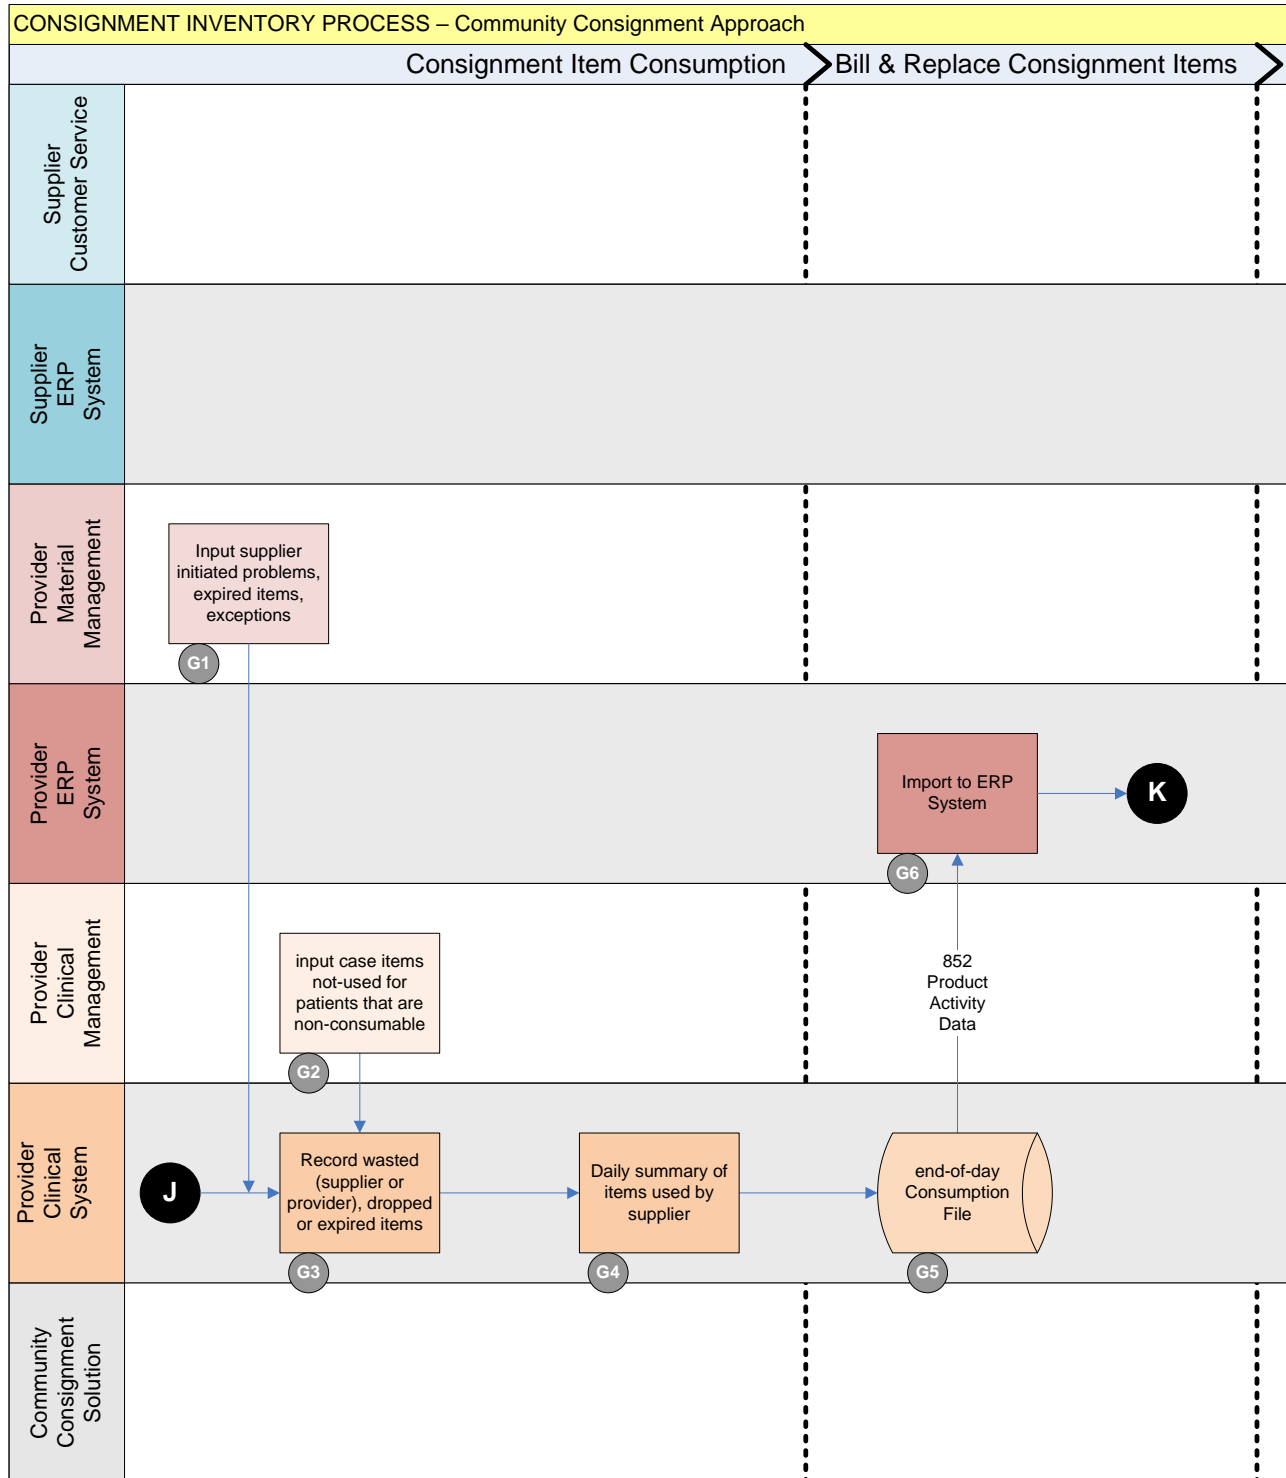 CONSIGNMENT INVENTORY PROCESS – Community Consignment Approach
Consignment Item Consumption
Bill & Replace Consignment Items
Supplier
Customer Service
Supplier
ERP
System
Provider
Material
Management
Input supplier
initiated problems,
expired items,
exceptions
G1
Provider
ERP
System
Import to ERP
System
K
G6
Provider
Clinical
Management
input case items
not-used for
patients that are
non-consumable
G2
852
Product
Activity
Data
Provider
Clinical
System
J
Record wasted
(supplier or
provider), dropped
or expired items
G3
Daily summary of
items used by
supplier
G4
end-of-day
Consumption
File
G5
Community
Consignment
Solution